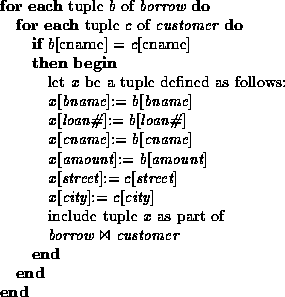 for each tuple b of borrow do
for each tuple c of customer do
if b[cname] = c[cname]
then begin
let x be a tuple defined as follows:
x[bname]:= b[bname]
x[loan#]:= b[loan#]
x[cname]:= b[cname]
x[amount]:= b[amount]
x[street]:= c[street]
x[city]:= c[city]
include tuple x as part of
borrow ⋈ customer
end
end
end